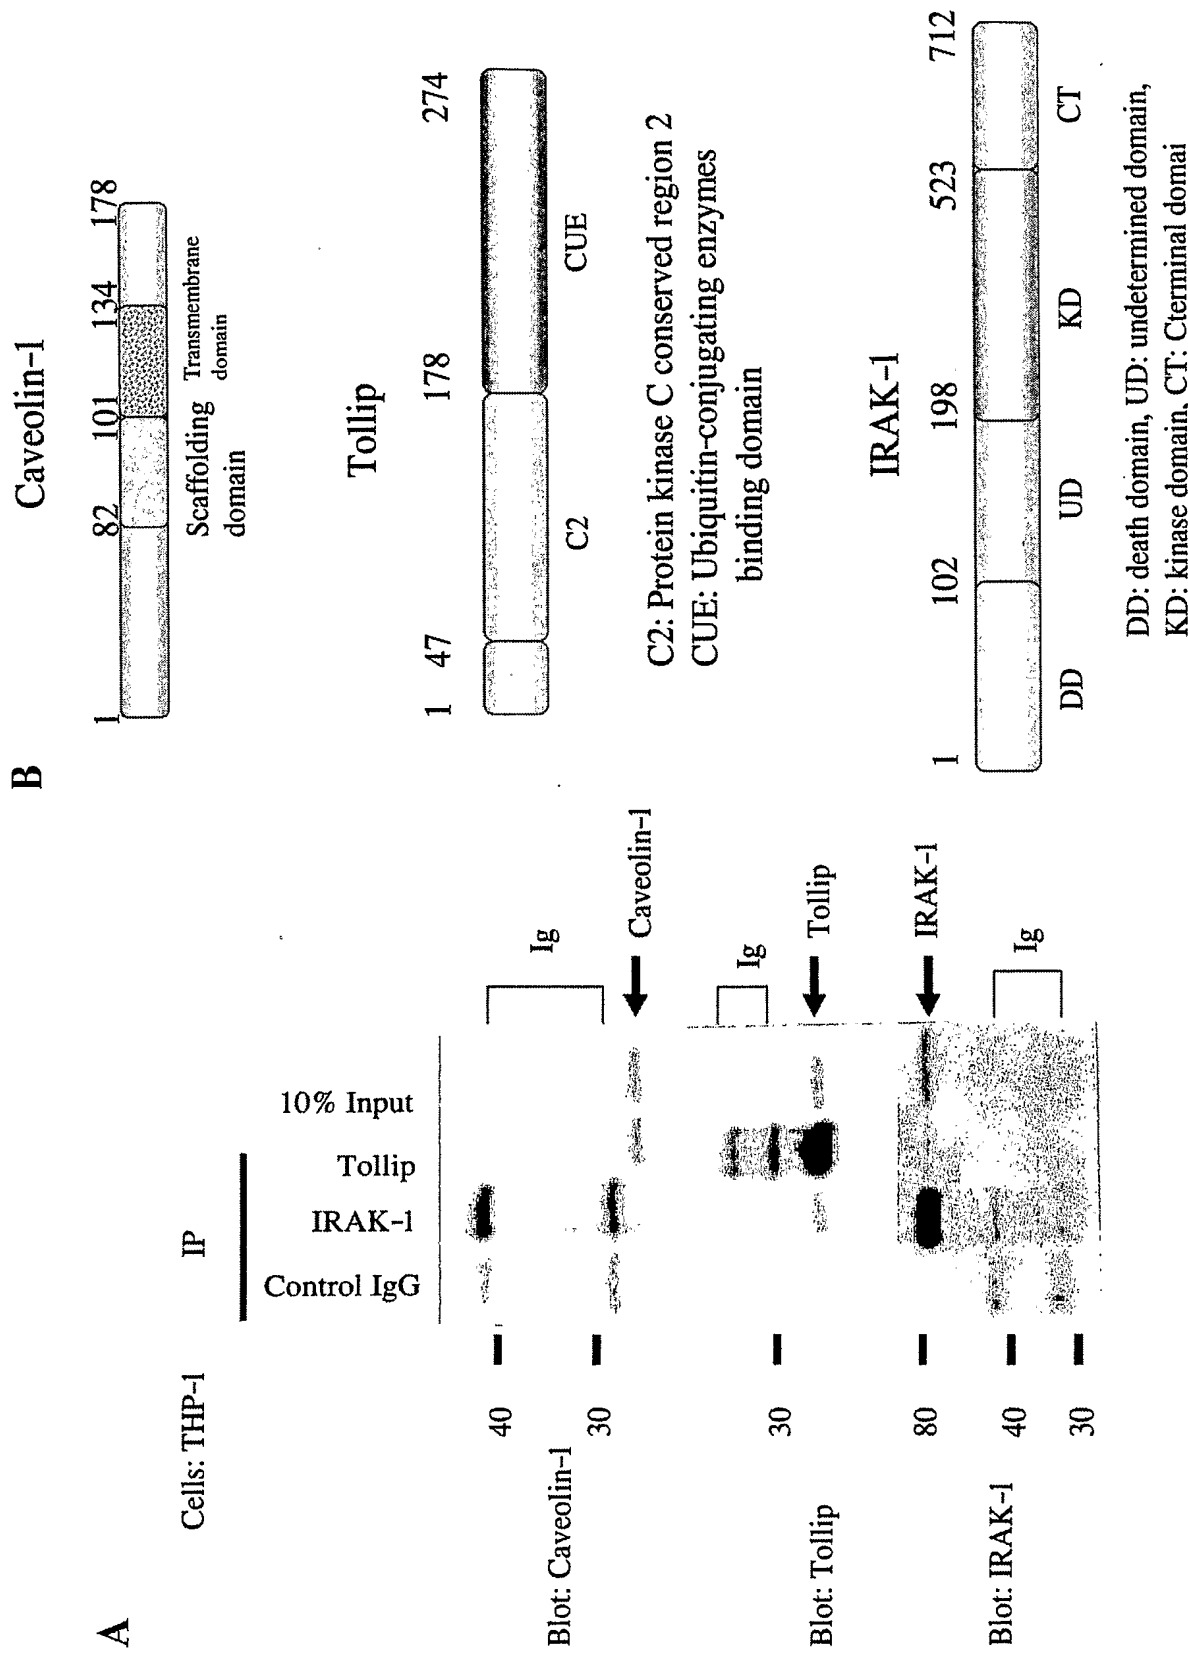 A
Cells: THP-1
IP
Control IgG
IRAK-1
Tollip
10% Input
Blot: Caveolin-1
40
30
Ig
Caveolin-1
Blot: Tollip
30
Ig
Tollip
Blot: IRAK-1
80
40
30
IRAK-1
Ig
B
Caveolin-1
1 82 101 134 178
Scaffolding
domain
Transmembrane
domain
Tollip
1 47 178 274
C2 CUE
C2: Protein kinase C conserved region 2
CUE: Ubiquitin-conjugating enzymes
binding domain
IRAK-1
1 102 198 523 712
DD UD KD CT
DD: death domain, UD: undetermined domain,
KD: kinase domain, CT: Cterminal domai